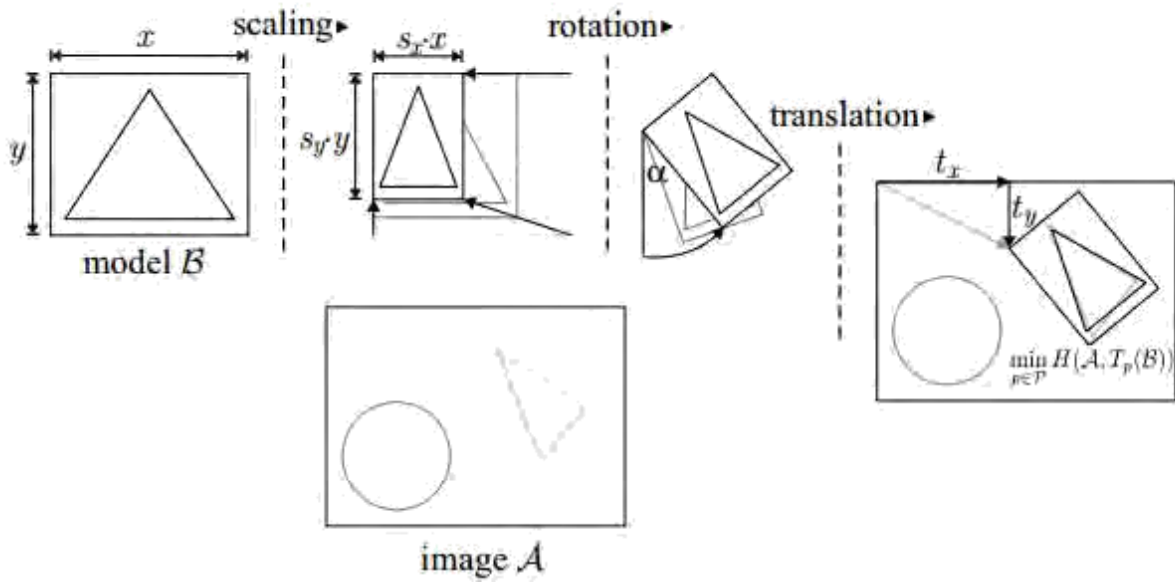 scaling▸
rotation▸
translation▸
x
y
model ℬ
s_x·x
s_y·y
α
t_x
t_y
min H(𝒜, T_p(ℬ))
p∈𝒫
image 𝒜